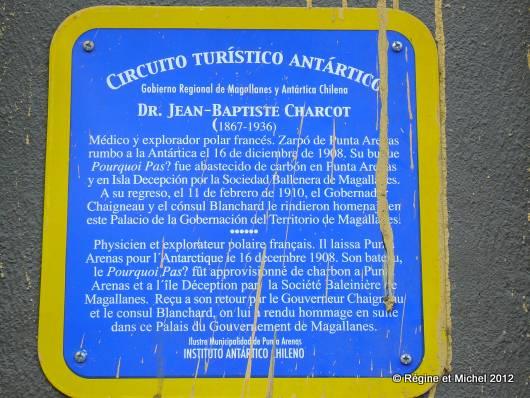 CIRCUITO TURÍSTICO ANTÁRTICO
Gobierno Regional de Magallanes y Antártica Chilena
DR. JEAN-BAPTISTE CHARCOT
(1867-1936)
Médico y explorador polar francés. Zarpó de Punta Arenas
rumbo a la Antártica el 16 de diciembre de 1908. Su buque
Pourquoi Pas? fue abastecido de carbón en Punta Arenas
y en Isla Decepción por la Sociedad Ballenera de Magallanes.
A su regreso, el 11 de febrero de 1910, el Gobernador
Chaigneau y el cónsul Blanchard le rindieron homenaje en
este Palacio de la Gobernación del Territorio de Magallanes.
••••••
Physicien et explorateur polaire français. Il laissa Punta
Arenas pour l´Antarctique le 16 decembre 1908. Son bateau,
le Pourquoi Pas? fût approvisionné de charbon a Punta
Arenas et a l´île Déception par la Société Baleinière de
Magallanes. Reçu a son retour par le Gouverneur Chaigneau
et le consul Blanchard, on lui a rendu hommage en suite
dans ce Palais du Gouvernement de Magallanes.
Ilustre Municipalidad de Punta Arenas
INSTITUTO ANTÁRTICO CHILENO
© Régine et Michel 2012